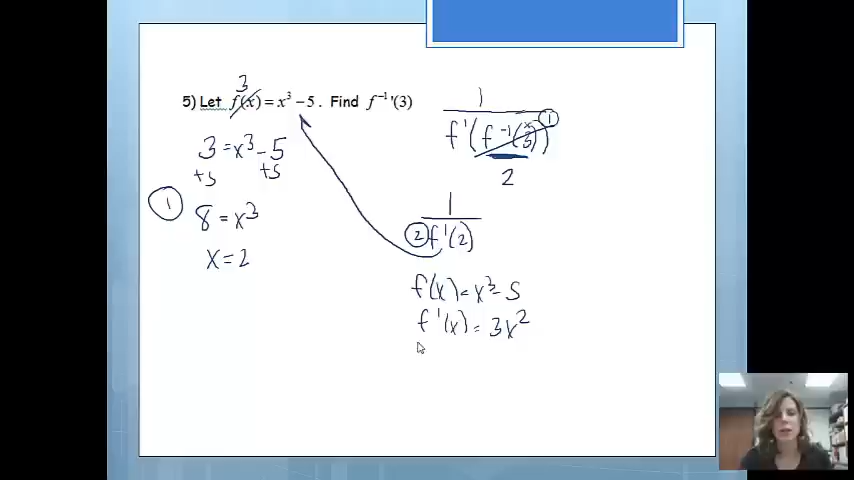 5) Let f(x) = x³ - 5. Find f⁻¹'(3)
3
3 = x³ - 5
+5 +5
① 8 = x³
x = 2
1
f'(f⁻¹(3)) ①
2
1
② f'(2)
f(x) = x³ - 5
f'(x) = 3x²